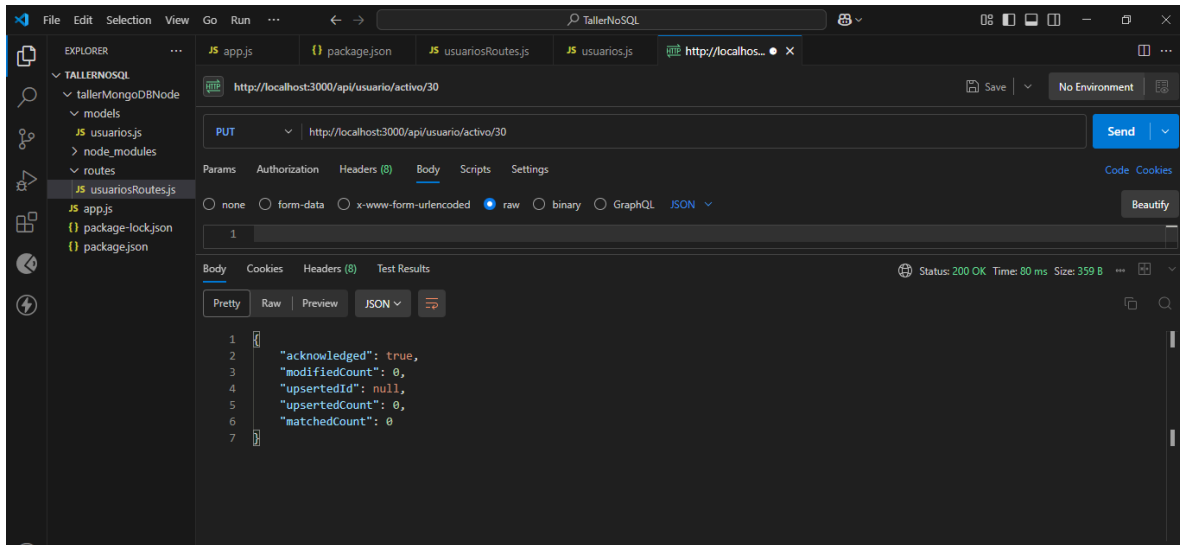 File Edit Selection View Go Run ··· ← → TallerNoSQL
EXPLORER ···
TALLERNOSQL
tallerMongoDBNode
models
JS usuarios.js
node_modules
routes
JS usuariosRoutes.js
JS app.js
{} package-lock.json
{} package.json
JS app.js {} package.json JS usuariosRoutes.js JS usuarios.js HTTP http://localhos... ● ×
HTTP http://localhost:3000/api/usuario/activo/30 Save No Environment
PUT http://localhost:3000/api/usuario/activo/30 Send
Params Authorization Headers (8) Body Scripts Settings Code Cookies
none form-data x-www-form-urlencoded raw binary GraphQL JSON Beautify
1
Body Cookies Headers (8) Test Results Status: 200 OK Time: 80 ms Size: 359 B ···
Pretty Raw Preview JSON
1 {
2 "acknowledged": true,
3 "modifiedCount": 0,
4 "upsertedId": null,
5 "upsertedCount": 0,
6 "matchedCount": 0
7 }